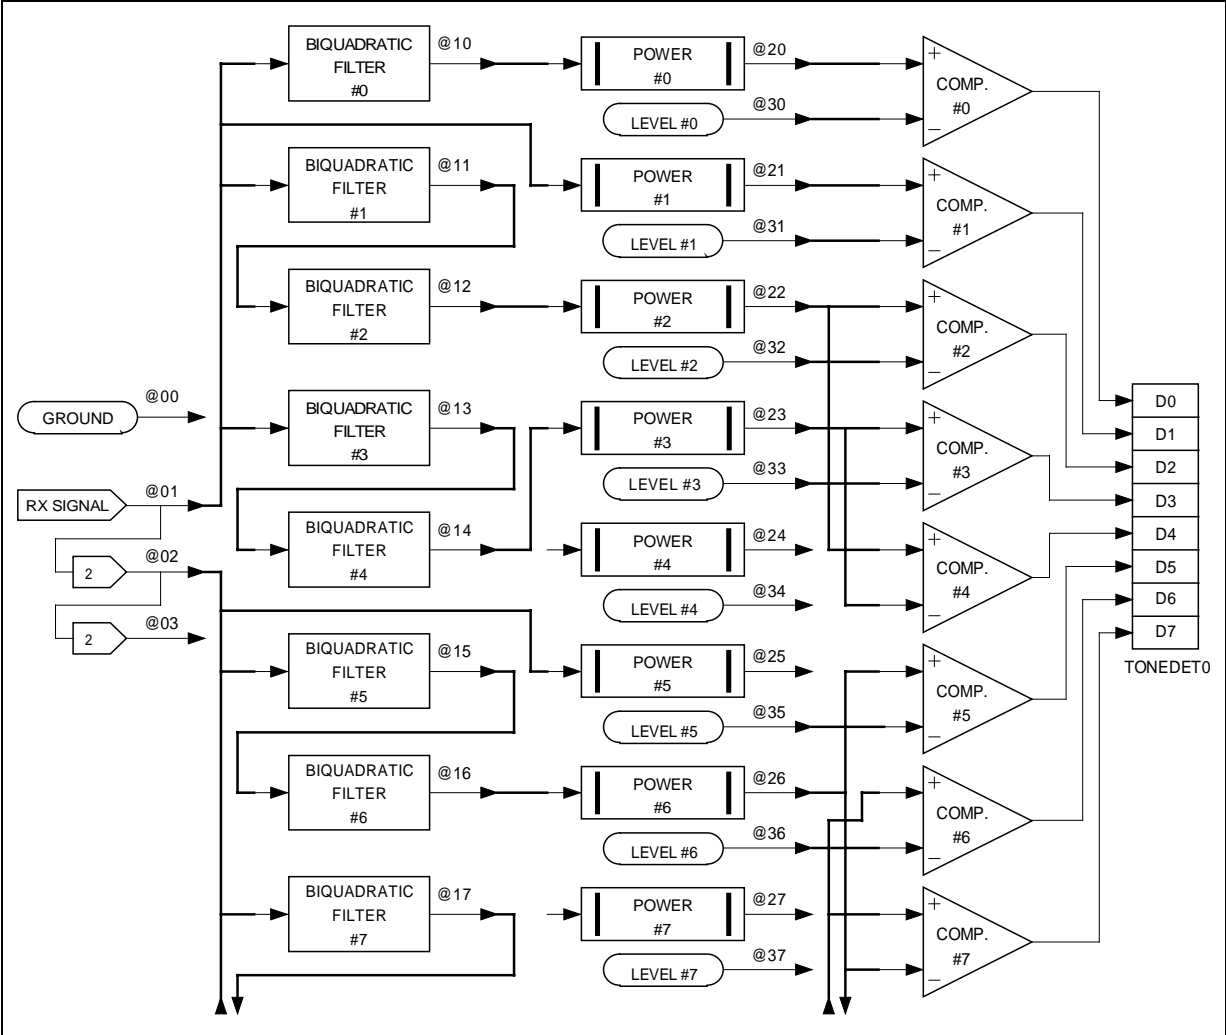 BIQUADRATIC
FILTER
#0
@10
POWER
#0
@20
LEVEL #0
@30
+
−
COMP.
#0
BIQUADRATIC
FILTER
#1
@11
POWER
#1
@21
LEVEL #1
@31
+
−
COMP.
#1
BIQUADRATIC
FILTER
#2
@12
POWER
#2
@22
LEVEL #2
@32
+
−
COMP.
#2
GROUND
@00
BIQUADRATIC
FILTER
#3
@13
POWER
#3
@23
LEVEL #3
@33
+
−
COMP.
#3
RX SIGNAL
@01
BIQUADRATIC
FILTER
#4
@14
POWER
#4
@24
LEVEL #4
@34
+
−
COMP.
#4
2
@02
2
@03
BIQUADRATIC
FILTER
#5
@15
POWER
#5
@25
LEVEL #5
@35
+
−
COMP.
#5
BIQUADRATIC
FILTER
#6
@16
POWER
#6
@26
LEVEL #6
@36
+
−
COMP.
#6
BIQUADRATIC
FILTER
#7
@17
POWER
#7
@27
LEVEL #7
@37
+
−
COMP.
#7
D0
D1
D2
D3
D4
D5
D6
D7
TONEDET0